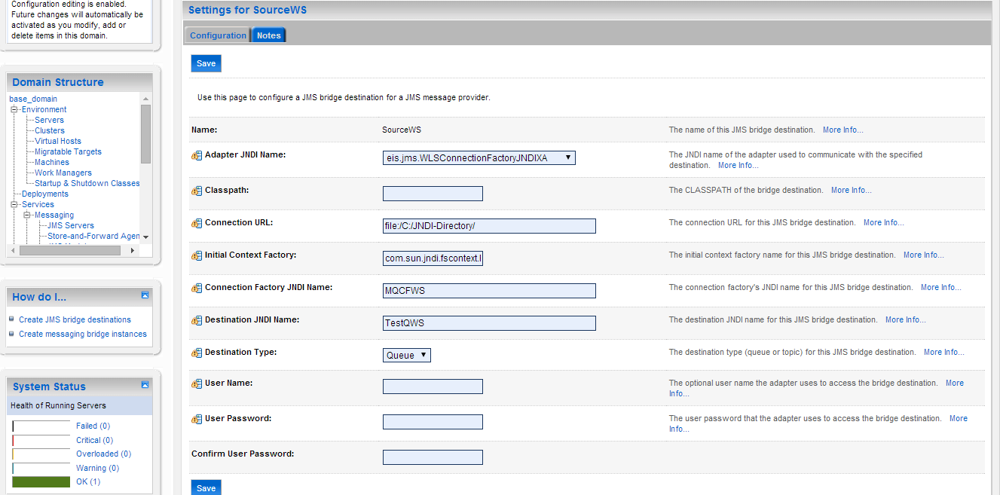 Configuration editing is enabled.
Future changes will automatically be
activated as you modify, add or
delete items in this domain.
Domain Structure
base_domain
Environment
Servers
Clusters
Virtual Hosts
Migratable Targets
Machines
Work Managers
Startup & Shutdown Classes
Deployments
Services
Messaging
JMS Servers
Store-and-Forward Agen
How do I...
Create JMS bridge destinations
Create messaging bridge instances
System Status
Health of Running Servers
Failed (0)
Critical (0)
Overloaded (0)
Warning (0)
OK (1)
Settings for SourceWS
Configuration Notes
Save
Use this page to configure a JMS bridge destination for a JMS message provider.
Name: SourceWS The name of this JMS bridge destination. More Info...
Adapter JNDI Name: eis.jms.WLSConnectionFactoryJNDIXA The JNDI name of the adapter used to communicate with the specified
destination. More Info...
Classpath: The CLASSPATH of the bridge destination. More Info...
Connection URL: file:/C:/JNDI-Directory/ The connection URL for this JMS bridge destination. More Info...
Initial Context Factory: com.sun.jndi.fscontext. The initial context factory name for this JMS bridge destination. More Info...
Connection Factory JNDI Name: MQCFWS The connection factory's JNDI name for this JMS bridge destination. More Info...
Destination JNDI Name: TestQWS The destination JNDI name for this JMS bridge destination. More Info...
Destination Type: Queue The destination type (queue or topic) for this JMS bridge destination. More Info...
User Name: The optional user name the adapter uses to access the bridge destination. More
Info...
User Password: The user password that the adapter uses to access the bridge destination. More
Info...
Confirm User Password:
Save